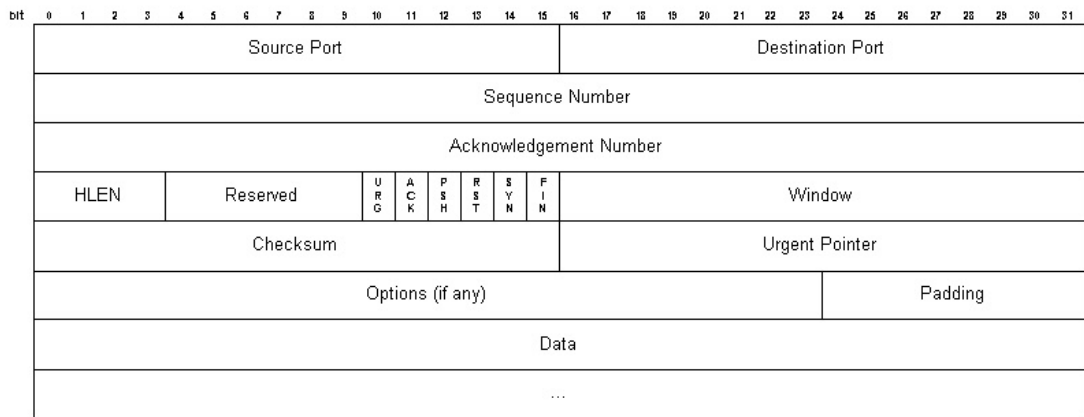 bit 0 1 2 3 4 5 6 7 8 9 10 11 12 13 14 15 16 17 18 19 20 21 22 23 24 25 26 27 28 29 30 31
Source Port Destination Port
Sequence Number
Acknowledgement Number
HLEN Reserved URG ACK PSH RST SYN FIN Window
Checksum Urgent Pointer
Options (if any) Padding
Data
...